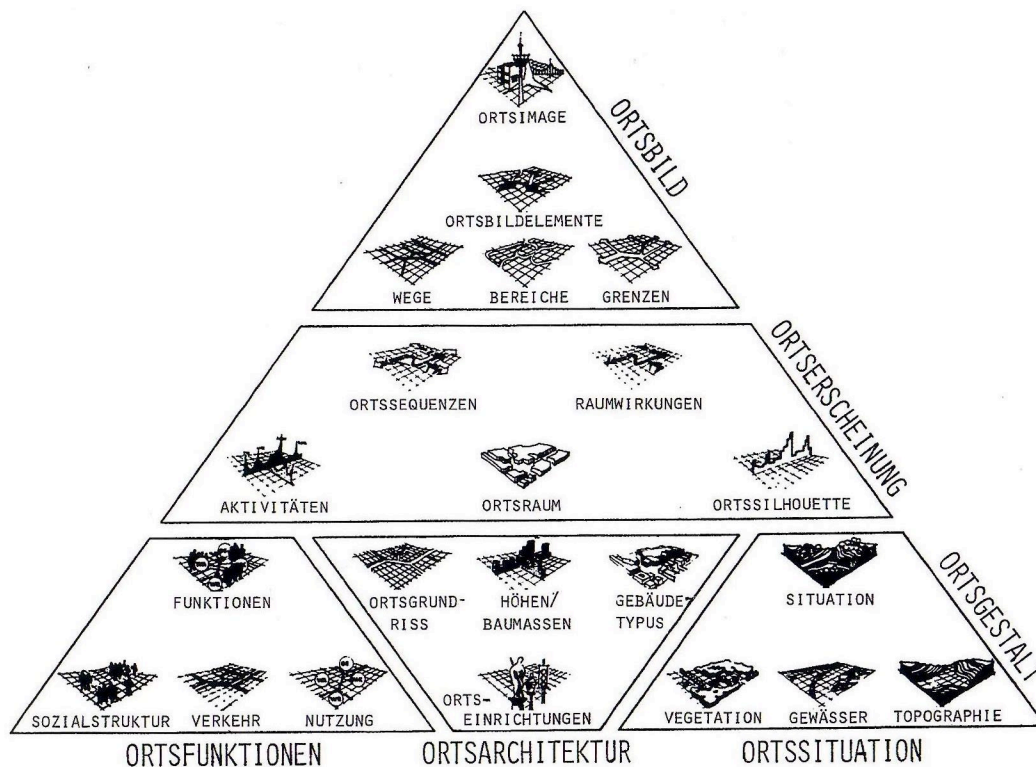 ORTSIMAGE
ORTSBILD
ORTSBILDELEMENTE
WEGE BEREICHE GRENZEN
ORTSSEQUENZEN RAUMWIRKUNGEN
ORTSERSCHEINUNG
AKTIVITÄTEN ORTSRAUM ORTSSILHOUETTE
FUNKTIONEN
ORTSGRUND-
RISS
HÖHEN/
BAUMASSEN
GEBÄUDE-
TYPUS
SITUATION
ORTSGESTALT
SOZIALSTRUKTUR VERKEHR NUTZUNG
ORTS-
EINRICHTUNGEN
VEGETATION GEWÄSSER TOPOGRAPHIE
ORTSFUNKTIONEN ORTSARCHITEKTUR ORTSSITUATION